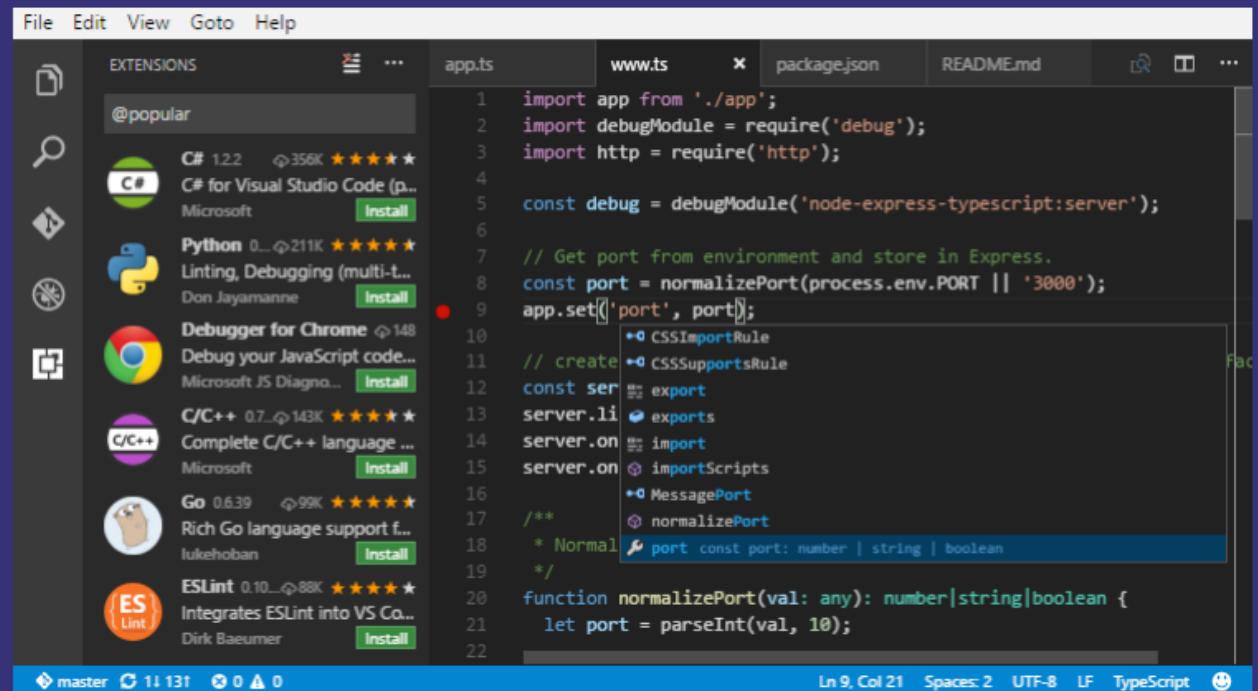 File Edit View Goto Help
EXTENSIONS
@popular
C# 1.2.2 356K
C# for Visual Studio Code (p...
Microsoft Install
Python 0... 211K
Linting, Debugging (multi-t...
Don Jayamanne Install
Debugger for Chrome 148
Debug your JavaScript code...
Microsoft JS Diagno... Install
C/C++ 0.7... 143K
C/C++
Complete C/C++ language ...
Microsoft Install
Go 0.6.39 99K
Rich Go language support f...
lukehoban Install
ESLint 0.10... 88K
ES
Lint
Integrates ESLint into VS Co...
Dirk Baeumer Install
app.ts www.ts × package.json README.md
1 import app from './app';
2 import debugModule = require('debug');
3 import http = require('http');
4
5 const debug = debugModule('node-express-typescript:server');
6
7 // Get port from environment and store in Express.
8 const port = normalizePort(process.env.PORT || '3000');
9 app.set('port', port);
10
11 // create fac
12 const ser
13 server.li
14 server.on
15 server.on
16
17 /**
18 * Normal
19 */
20 function normalizePort(val: any): number|string|boolean {
21 let port = parseInt(val, 10);
22
CSSImportRule
CSSSupportsRule
export
exports
import
importScripts
MessagePort
normalizePort
port const port: number | string | boolean
master 1↓ 13↑ 0 0 Ln 9, Col 21 Spaces: 2 UTF-8 LF TypeScript